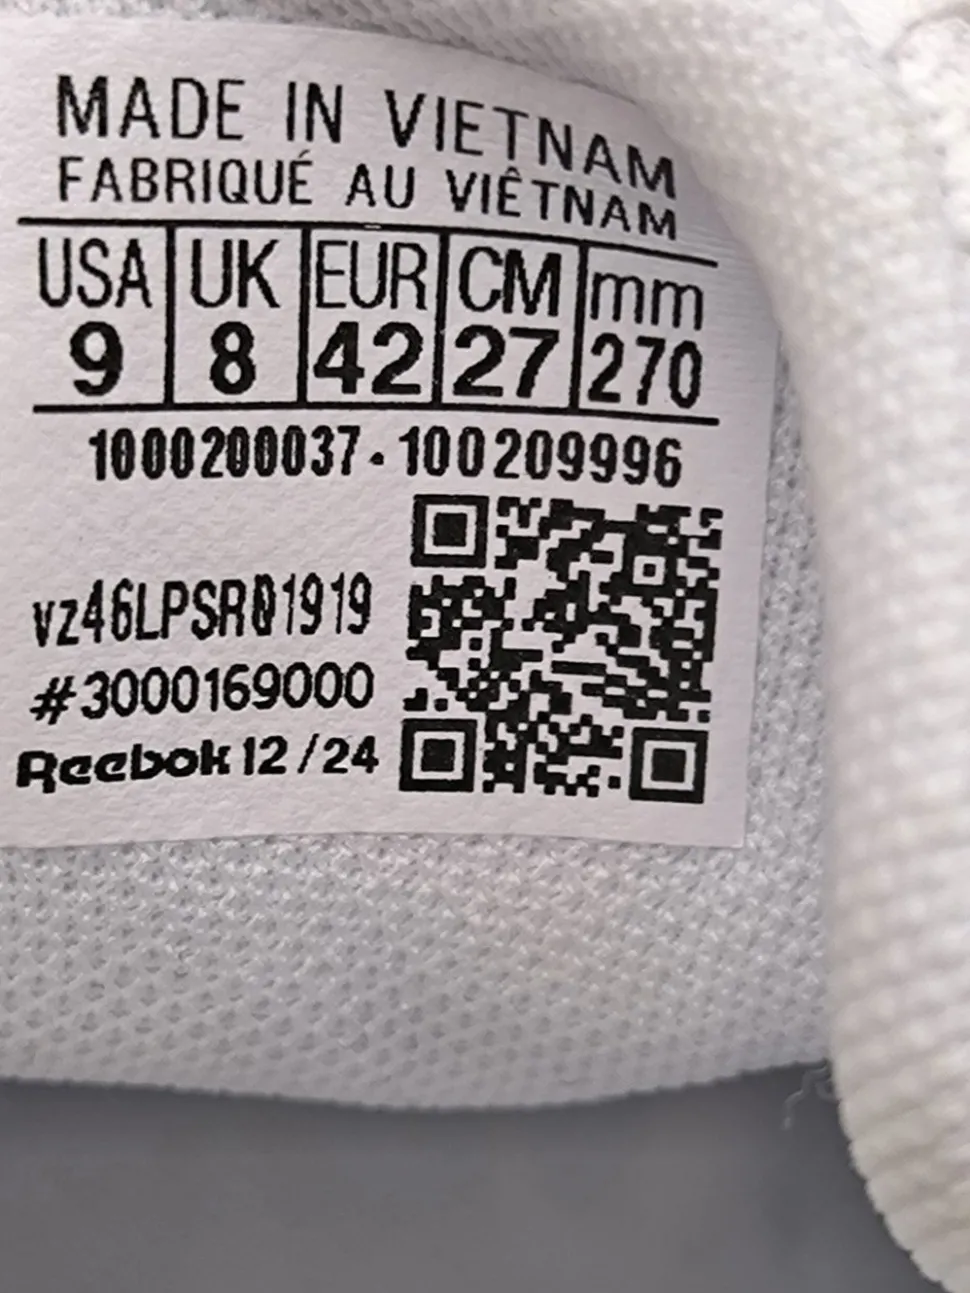 MADE IN VIETNAM
FABRIQUÉ AU VIÊTNAM
USA UK EUR CM mm
9 8 42 27 270
1000200037-100209996
vz46LPSR01919
#3000169000
Reebok 12/24